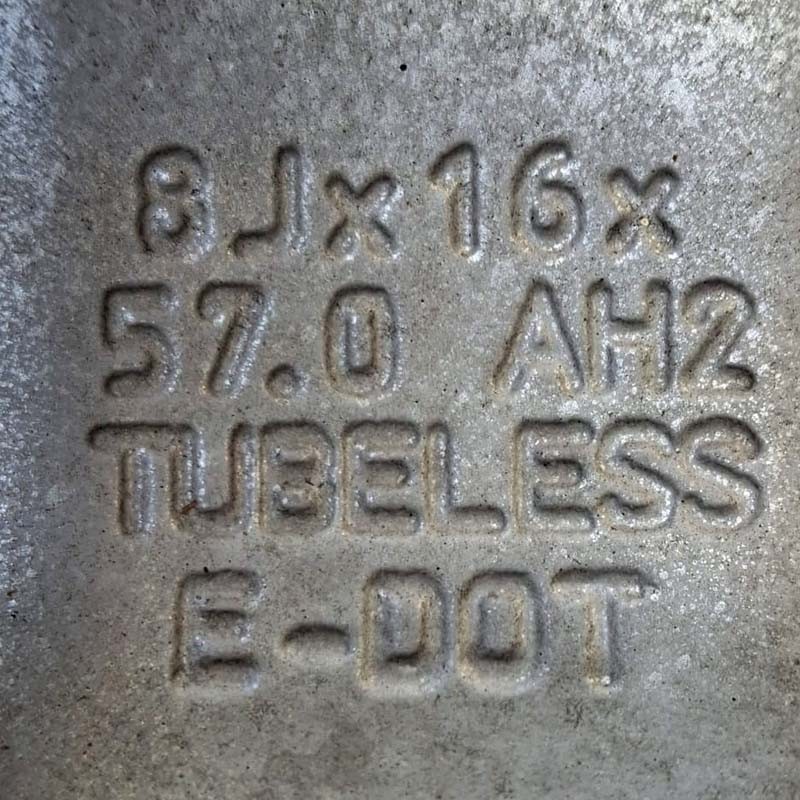 8Jx16x
57.0 AH2
TUBELESS
E-DOT